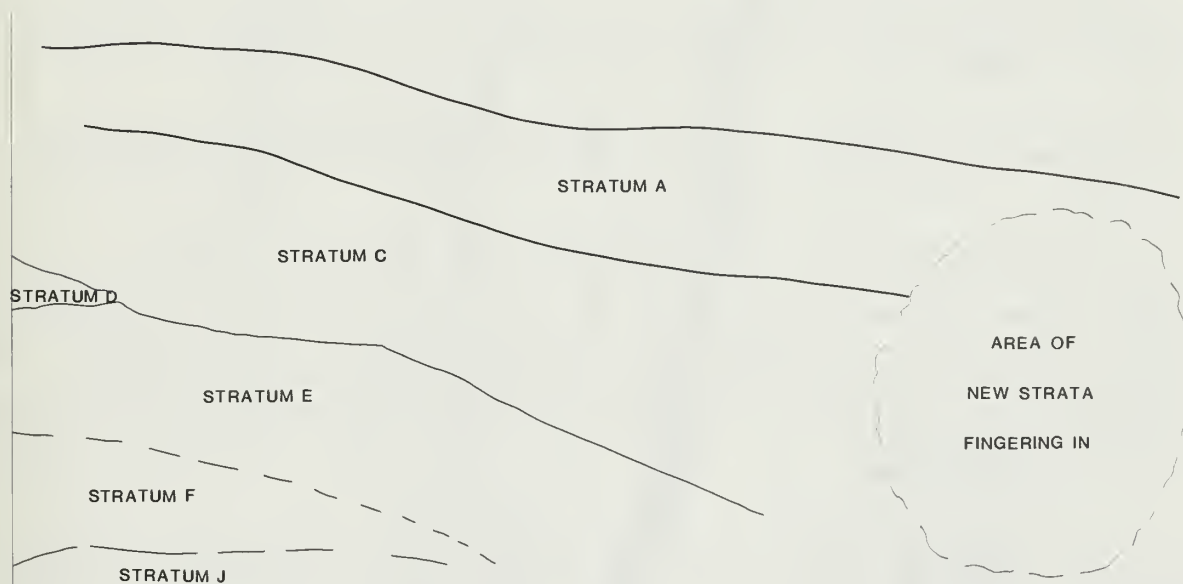 STRATUM A
STRATUM C
STRATUM D
AREA OF
NEW STRATA
FINGERING IN
STRATUM E
STRATUM F
STRATUM J